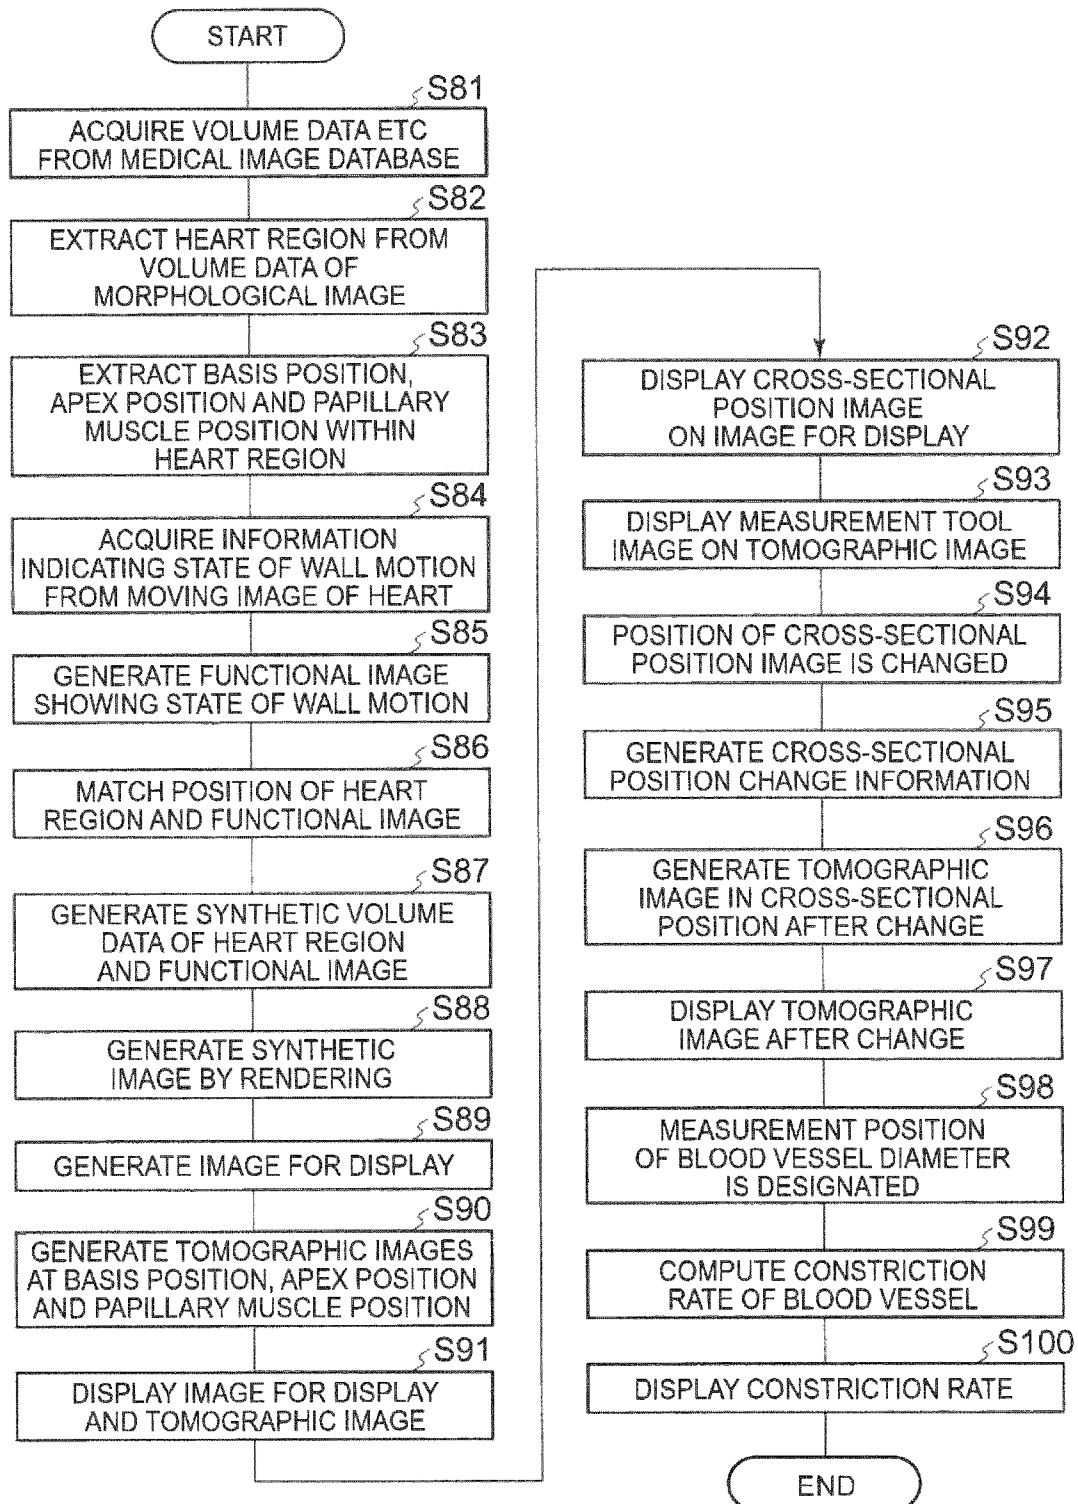 START
S81
ACQUIRE VOLUME DATA ETC
FROM MEDICAL IMAGE DATABASE
S82
EXTRACT HEART REGION FROM
VOLUME DATA OF
MORPHOLOGICAL IMAGE
S83
EXTRACT BASIS POSITION,
APEX POSITION AND PAPILLARY
MUSCLE POSITION WITHIN
HEART REGION
S84
ACQUIRE INFORMATION
INDICATING STATE OF WALL MOTION
FROM MOVING IMAGE OF HEART
S85
GENERATE FUNCTIONAL IMAGE
SHOWING STATE OF WALL MOTION
S86
MATCH POSITION OF HEART
REGION AND FUNCTIONAL IMAGE
S87
GENERATE SYNTHETIC VOLUME
DATA OF HEART REGION
AND FUNCTIONAL IMAGE
S88
GENERATE SYNTHETIC
IMAGE BY RENDERING
S89
GENERATE IMAGE FOR DISPLAY
S90
GENERATE TOMOGRAPHIC IMAGES
AT BASIS POSITION, APEX POSITION
AND PAPILLARY MUSCLE POSITION
S91
DISPLAY IMAGE FOR DISPLAY
AND TOMOGRAPHIC IMAGE
S92
DISPLAY CROSS-SECTIONAL
POSITION IMAGE
ON IMAGE FOR DISPLAY
S93
DISPLAY MEASUREMENT TOOL
IMAGE ON TOMOGRAPHIC IMAGE
S94
POSITION OF CROSS-SECTIONAL
POSITION IMAGE IS CHANGED
S95
GENERATE CROSS-SECTIONAL
POSITION CHANGE INFORMATION
S96
GENERATE TOMOGRAPHIC
IMAGE IN CROSS-SECTIONAL
POSITION AFTER CHANGE
S97
DISPLAY TOMOGRAPHIC
IMAGE AFTER CHANGE
S98
MEASUREMENT POSITION
OF BLOOD VESSEL DIAMETER
IS DESIGNATED
S99
COMPUTE CONSTRICTION
RATE OF BLOOD VESSEL
S100
DISPLAY CONSTRICTION RATE
END